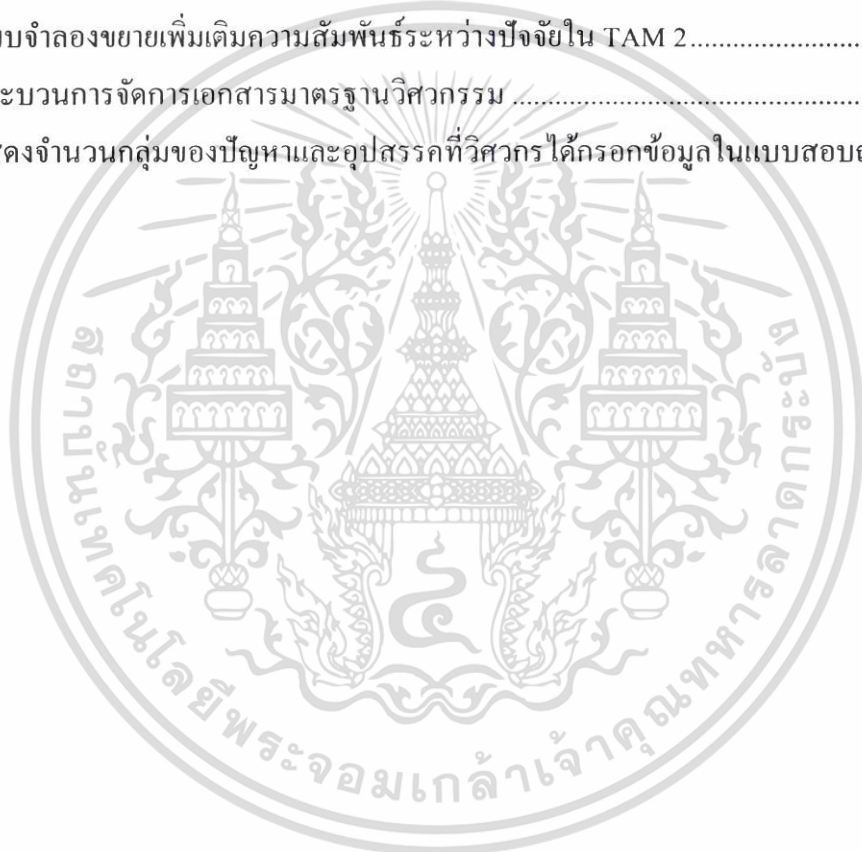 บบจำลองขยายเพิ่มเติมความสัมพันธ์ระหว่างปัจจัยใน TAM 2........................
ะบวนการจัดการเอกสารมาตรฐานวิศวกรรม ................................................
สดงจำนวนกลุ่มของปัญหาและอุปสรรคที่วิศวกรได้กรอกข้อมูลในแบบสอบถ
สถาบันเทคโนโลยีพระจอมเกล้าเจ้าคุณทหารลาดกระบัง
๔